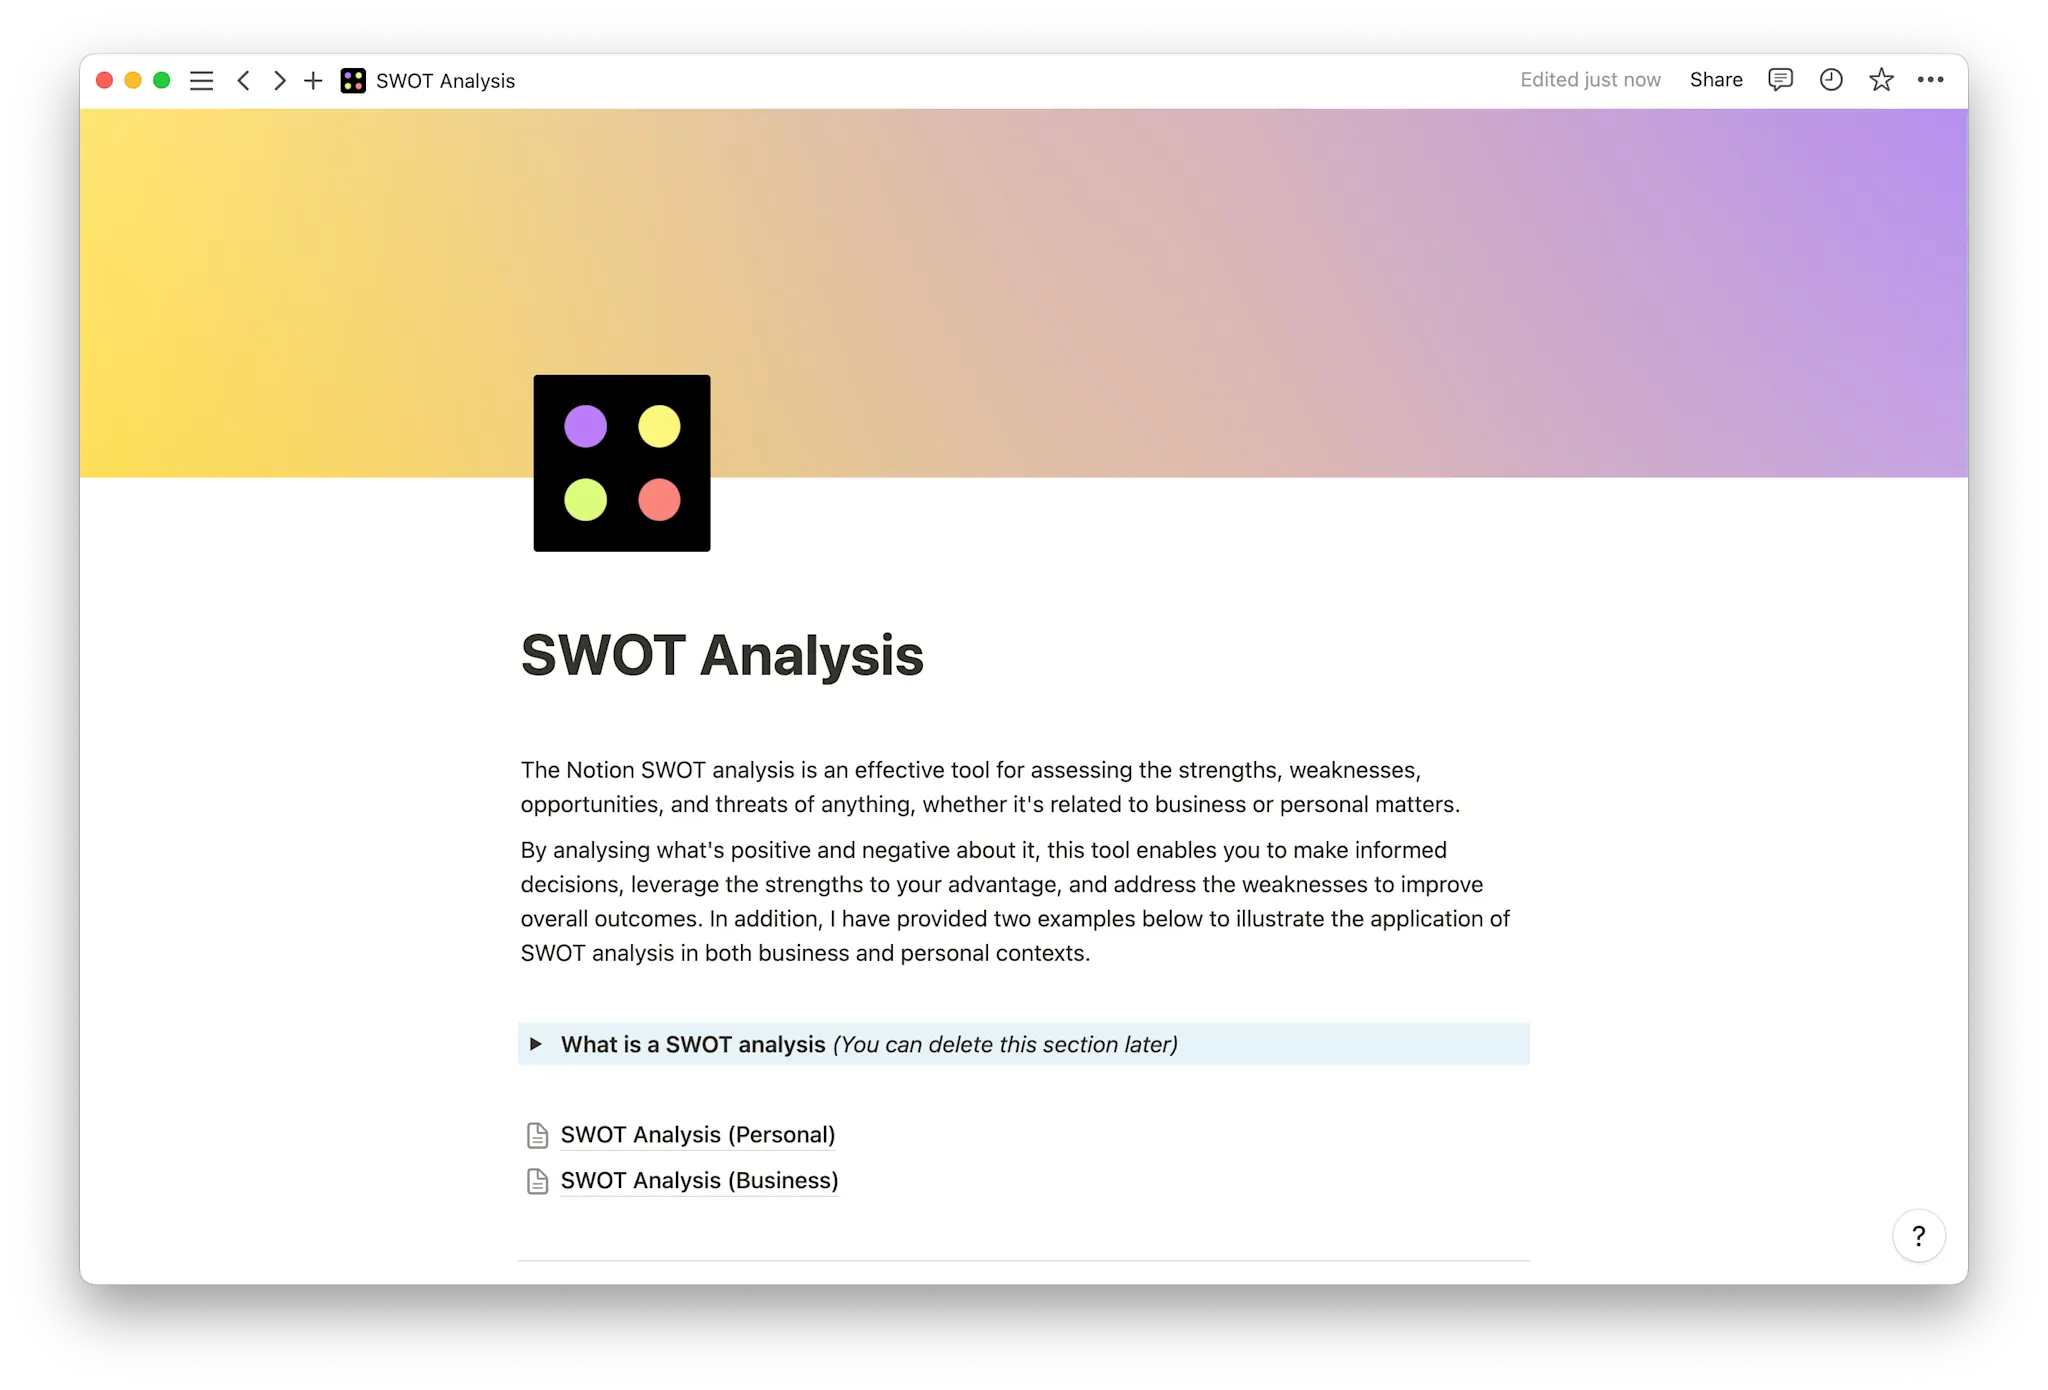 SWOT Analysis
Edited just now
Share
SWOT Analysis
The Notion SWOT analysis is an effective tool for assessing the strengths, weaknesses,
opportunities, and threats of anything, whether it's related to business or personal matters.
By analysing what's positive and negative about it, this tool enables you to make informed
decisions, leverage the strengths to your advantage, and address the weaknesses to improve
overall outcomes. In addition, I have provided two examples below to illustrate the application of
SWOT analysis in both business and personal contexts.
What is a SWOT analysis (You can delete this section later)
SWOT Analysis (Personal)
SWOT Analysis (Business)
?